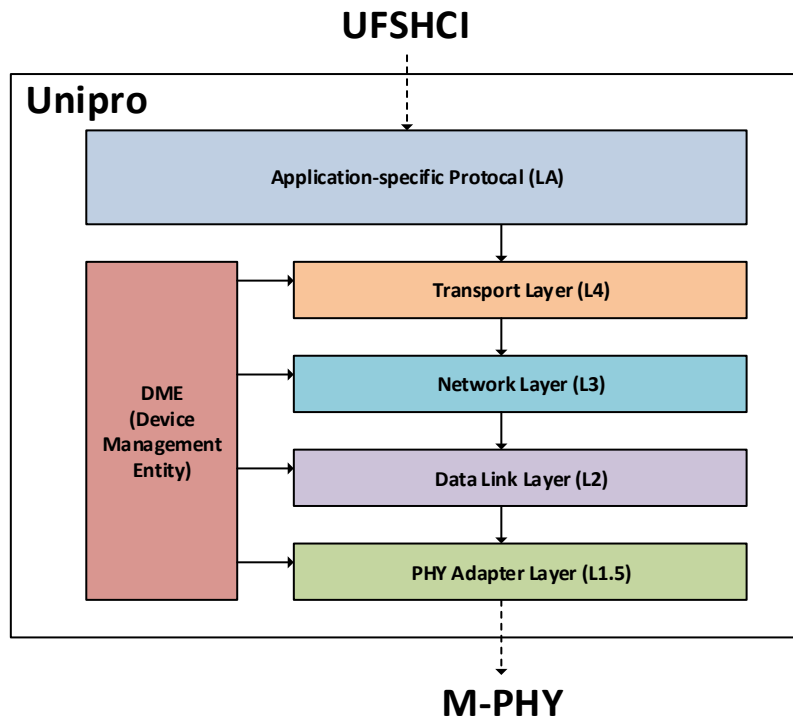 UFSHCI
Unipro
Application-specific Protocal (LA)
Transport Layer (L4)
Network Layer (L3)
DME
(Device
Management
Entity)
Data Link Layer (L2)
PHY Adapter Layer (L1.5)
M-PHY